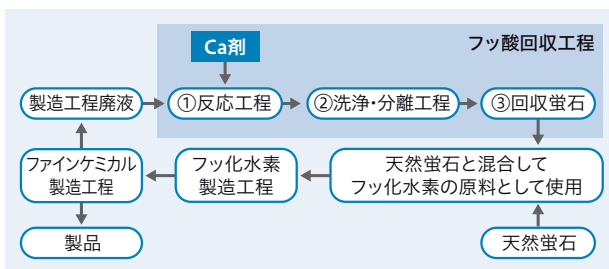 フッ酸回収工程
Ca剤
製造工程廃液
①反応工程
②洗浄・分離工程
③回収蛍石
ファインケミカル
製造工程
フッ化水素
製造工程
天然蛍石と混合して
フッ化水素の原料として使用
製品
天然蛍石